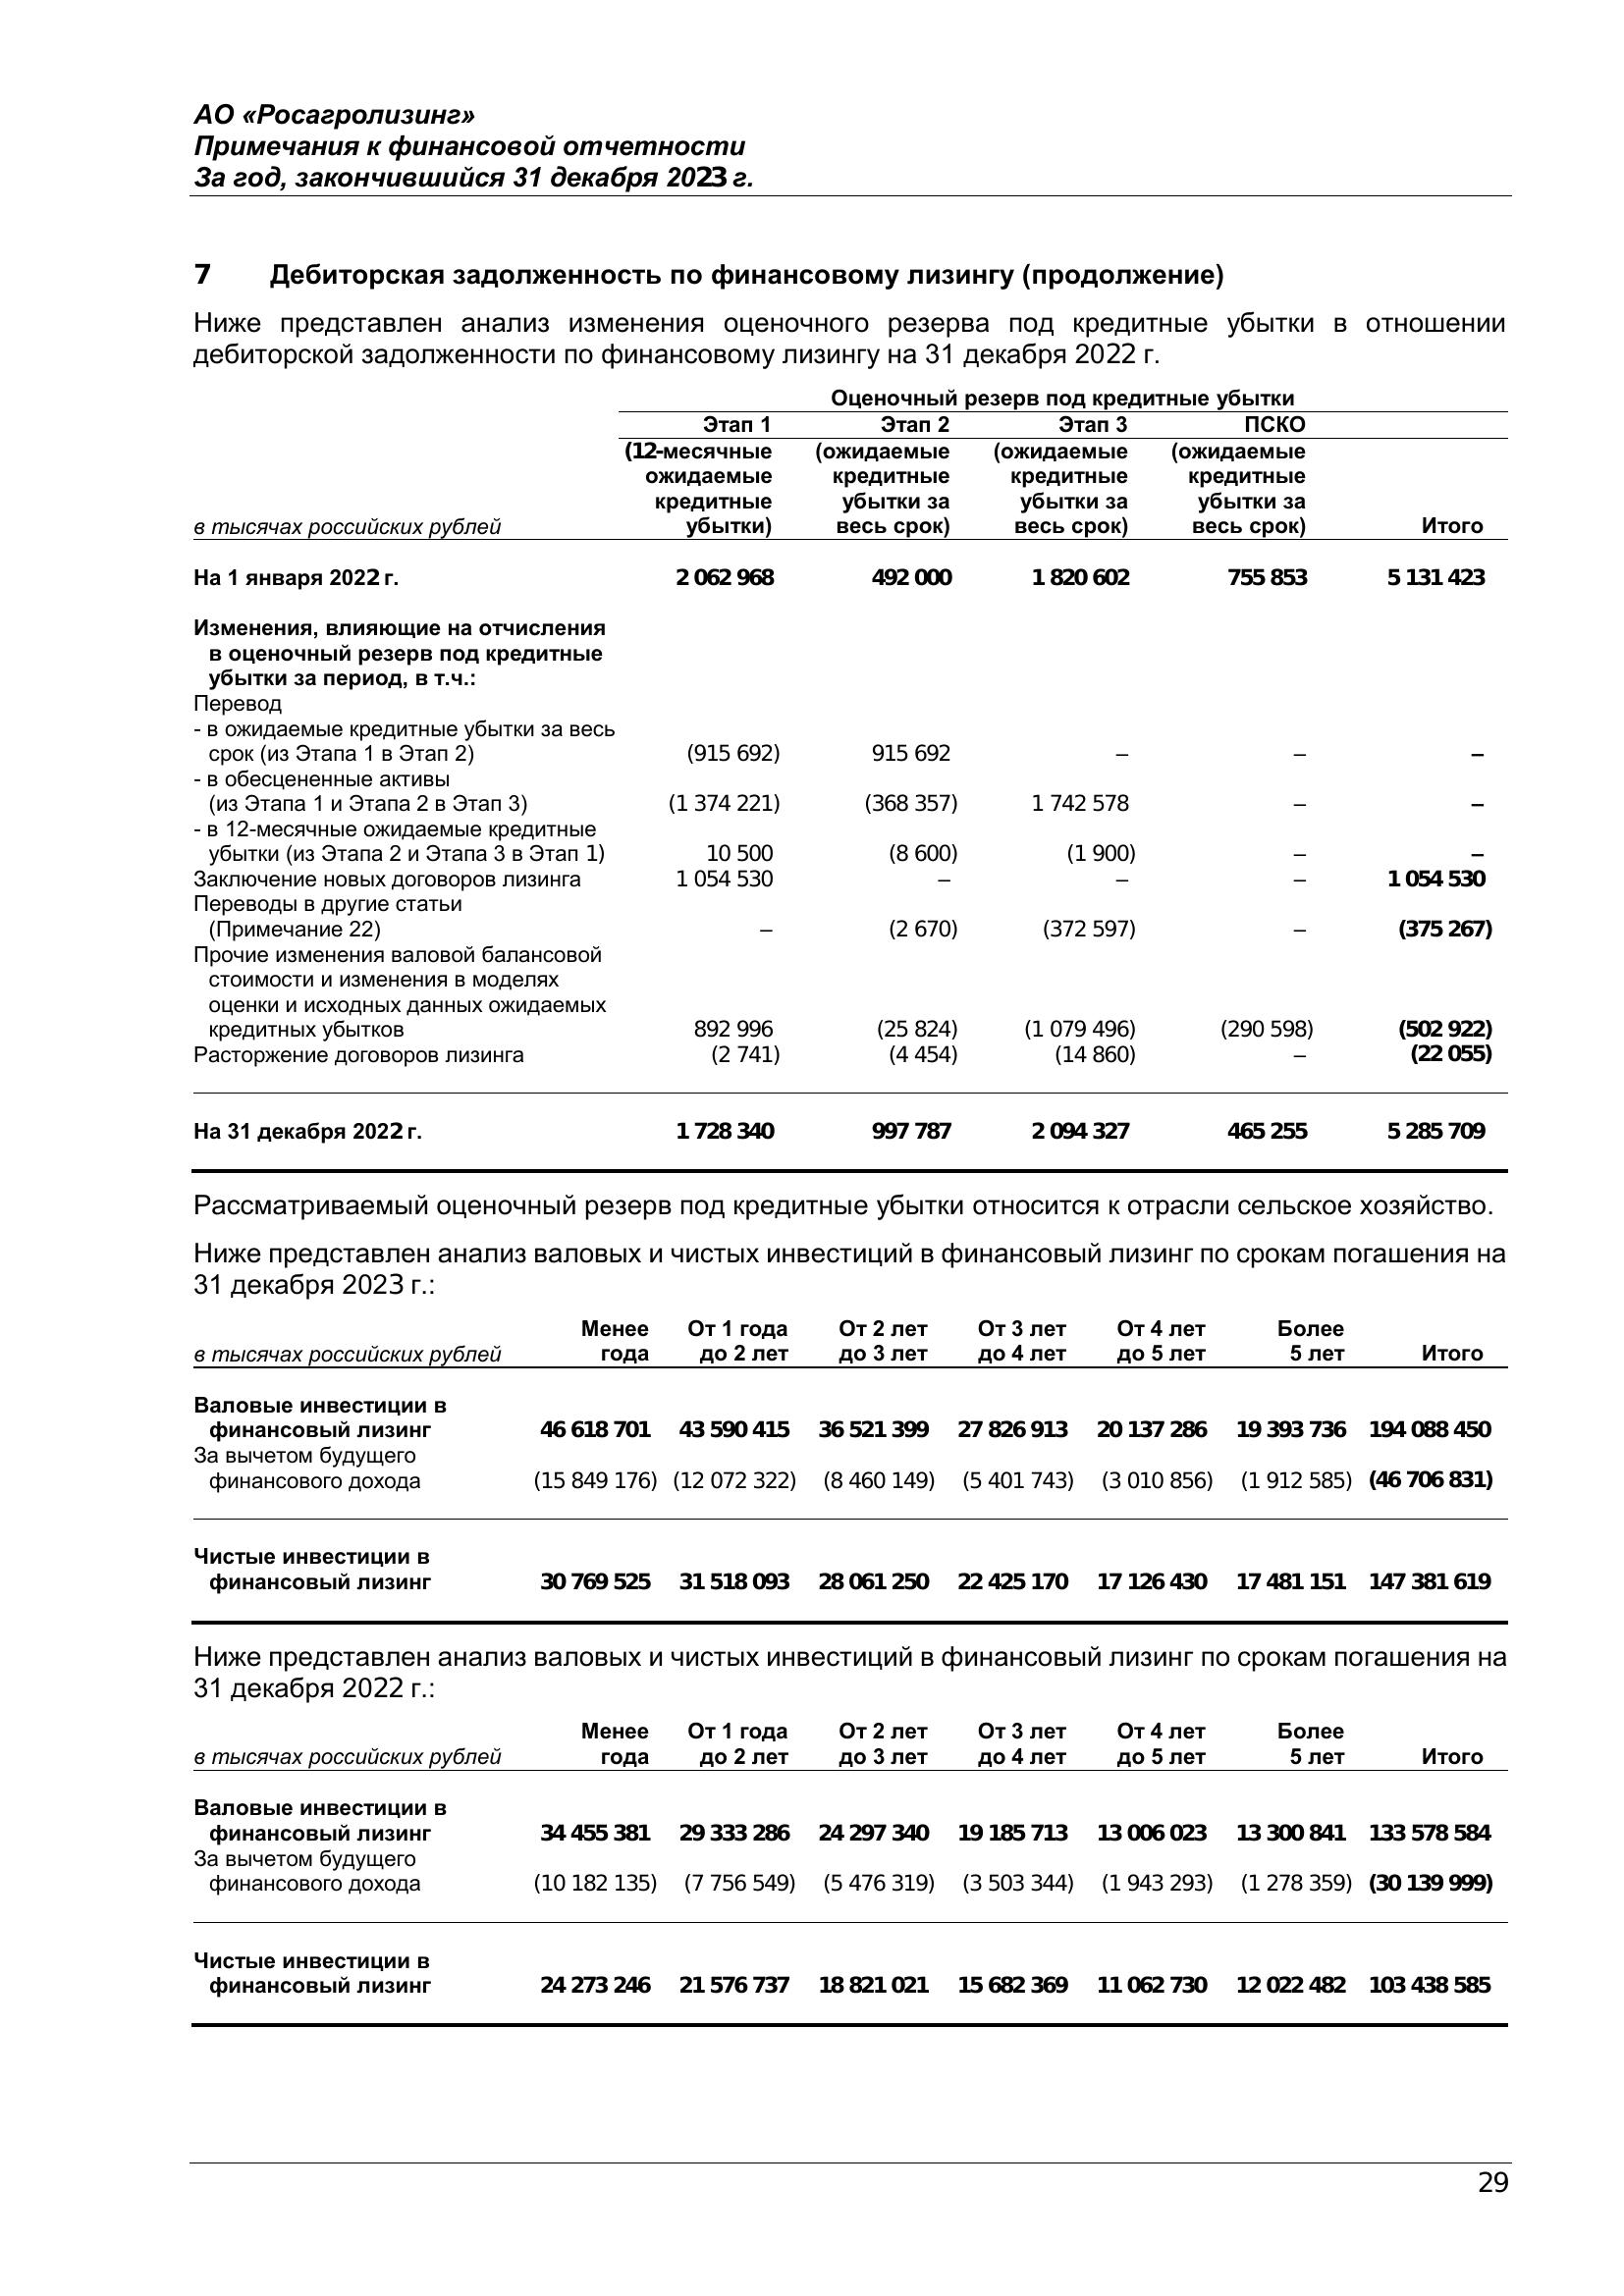 АО «Росагролизинг»
Примечания к финансовой отчетности
За год, закончившийся 31 декабря 2023 г.
7 Дебиторская задолженность по финансовому лизингу (продолжение)
Ниже представлен анализ изменения оценочного резерва под кредитные убытки в отношении
дебиторской задолженности по финансовому лизингу на 31 декабря 2022 г.
Оценочный резерв под кредитные убытки
Этап 1 Этап 2 Этап 3 ПСКО
(12-месячные (ожидаемые (ожидаемые (ожидаемые
ожидаемые кредитные кредитные кредитные
кредитные убытки за убытки за убытки за
в тысячах российских рублей убытки) весь срок) весь срок) весь срок) Итого
На 1 января 2022 г. 2 062 968 492 000 1 820 602 755 853 5 131 423
Изменения, влияющие на отчисления
в оценочный резерв под кредитные
убытки за период, в т.ч.:
Перевод
- в ожидаемые кредитные убытки за весь
срок (из Этапа 1 в Этап 2) (915 692) 915 692 – – –
- в обесцененные активы
(из Этапа 1 и Этапа 2 в Этап 3) (1 374 221) (368 357) 1 742 578 – –
- в 12-месячные ожидаемые кредитные
убытки (из Этапа 2 и Этапа 3 в Этап 1) 10 500 (8 600) (1 900) – –
Заключение новых договоров лизинга 1 054 530 – – – 1 054 530
Переводы в другие статьи
(Примечание 22) – (2 670) (372 597) – (375 267)
Прочие изменения валовой балансовой
стоимости и изменения в моделях
оценки и исходных данных ожидаемых
кредитных убытков 892 996 (25 824) (1 079 496) (290 598) (502 922)
Расторжение договоров лизинга (2 741) (4 454) (14 860) – (22 055)
На 31 декабря 2022 г. 1 728 340 997 787 2 094 327 465 255 5 285 709
Рассматриваемый оценочный резерв под кредитные убытки относится к отрасли сельское хозяйство.
Ниже представлен анализ валовых и чистых инвестиций в финансовый лизинг по срокам погашения на
31 декабря 2023 г.:
Менее От 1 года От 2 лет От 3 лет От 4 лет Более
в тысячах российских рублей года до 2 лет до 3 лет до 4 лет до 5 лет 5 лет Итого
Валовые инвестиции в
финансовый лизинг 46 618 701 43 590 415 36 521 399 27 826 913 20 137 286 19 393 736 194 088 450
За вычетом будущего
финансового дохода (15 849 176) (12 072 322) (8 460 149) (5 401 743) (3 010 856) (1 912 585) (46 706 831)
Чистые инвестиции в
финансовый лизинг 30 769 525 31 518 093 28 061 250 22 425 170 17 126 430 17 481 151 147 381 619
Ниже представлен анализ валовых и чистых инвестиций в финансовый лизинг по срокам погашения на
31 декабря 2022 г.:
Менее От 1 года От 2 лет От 3 лет От 4 лет Более
в тысячах российских рублей года до 2 лет до 3 лет до 4 лет до 5 лет 5 лет Итого
Валовые инвестиции в
финансовый лизинг 34 455 381 29 333 286 24 297 340 19 185 713 13 006 023 13 300 841 133 578 584
За вычетом будущего
финансового дохода (10 182 135) (7 756 549) (5 476 319) (3 503 344) (1 943 293) (1 278 359) (30 139 999)
Чистые инвестиции в
финансовый лизинг 24 273 246 21 576 737 18 821 021 15 682 369 11 062 730 12 022 482 103 438 585
29